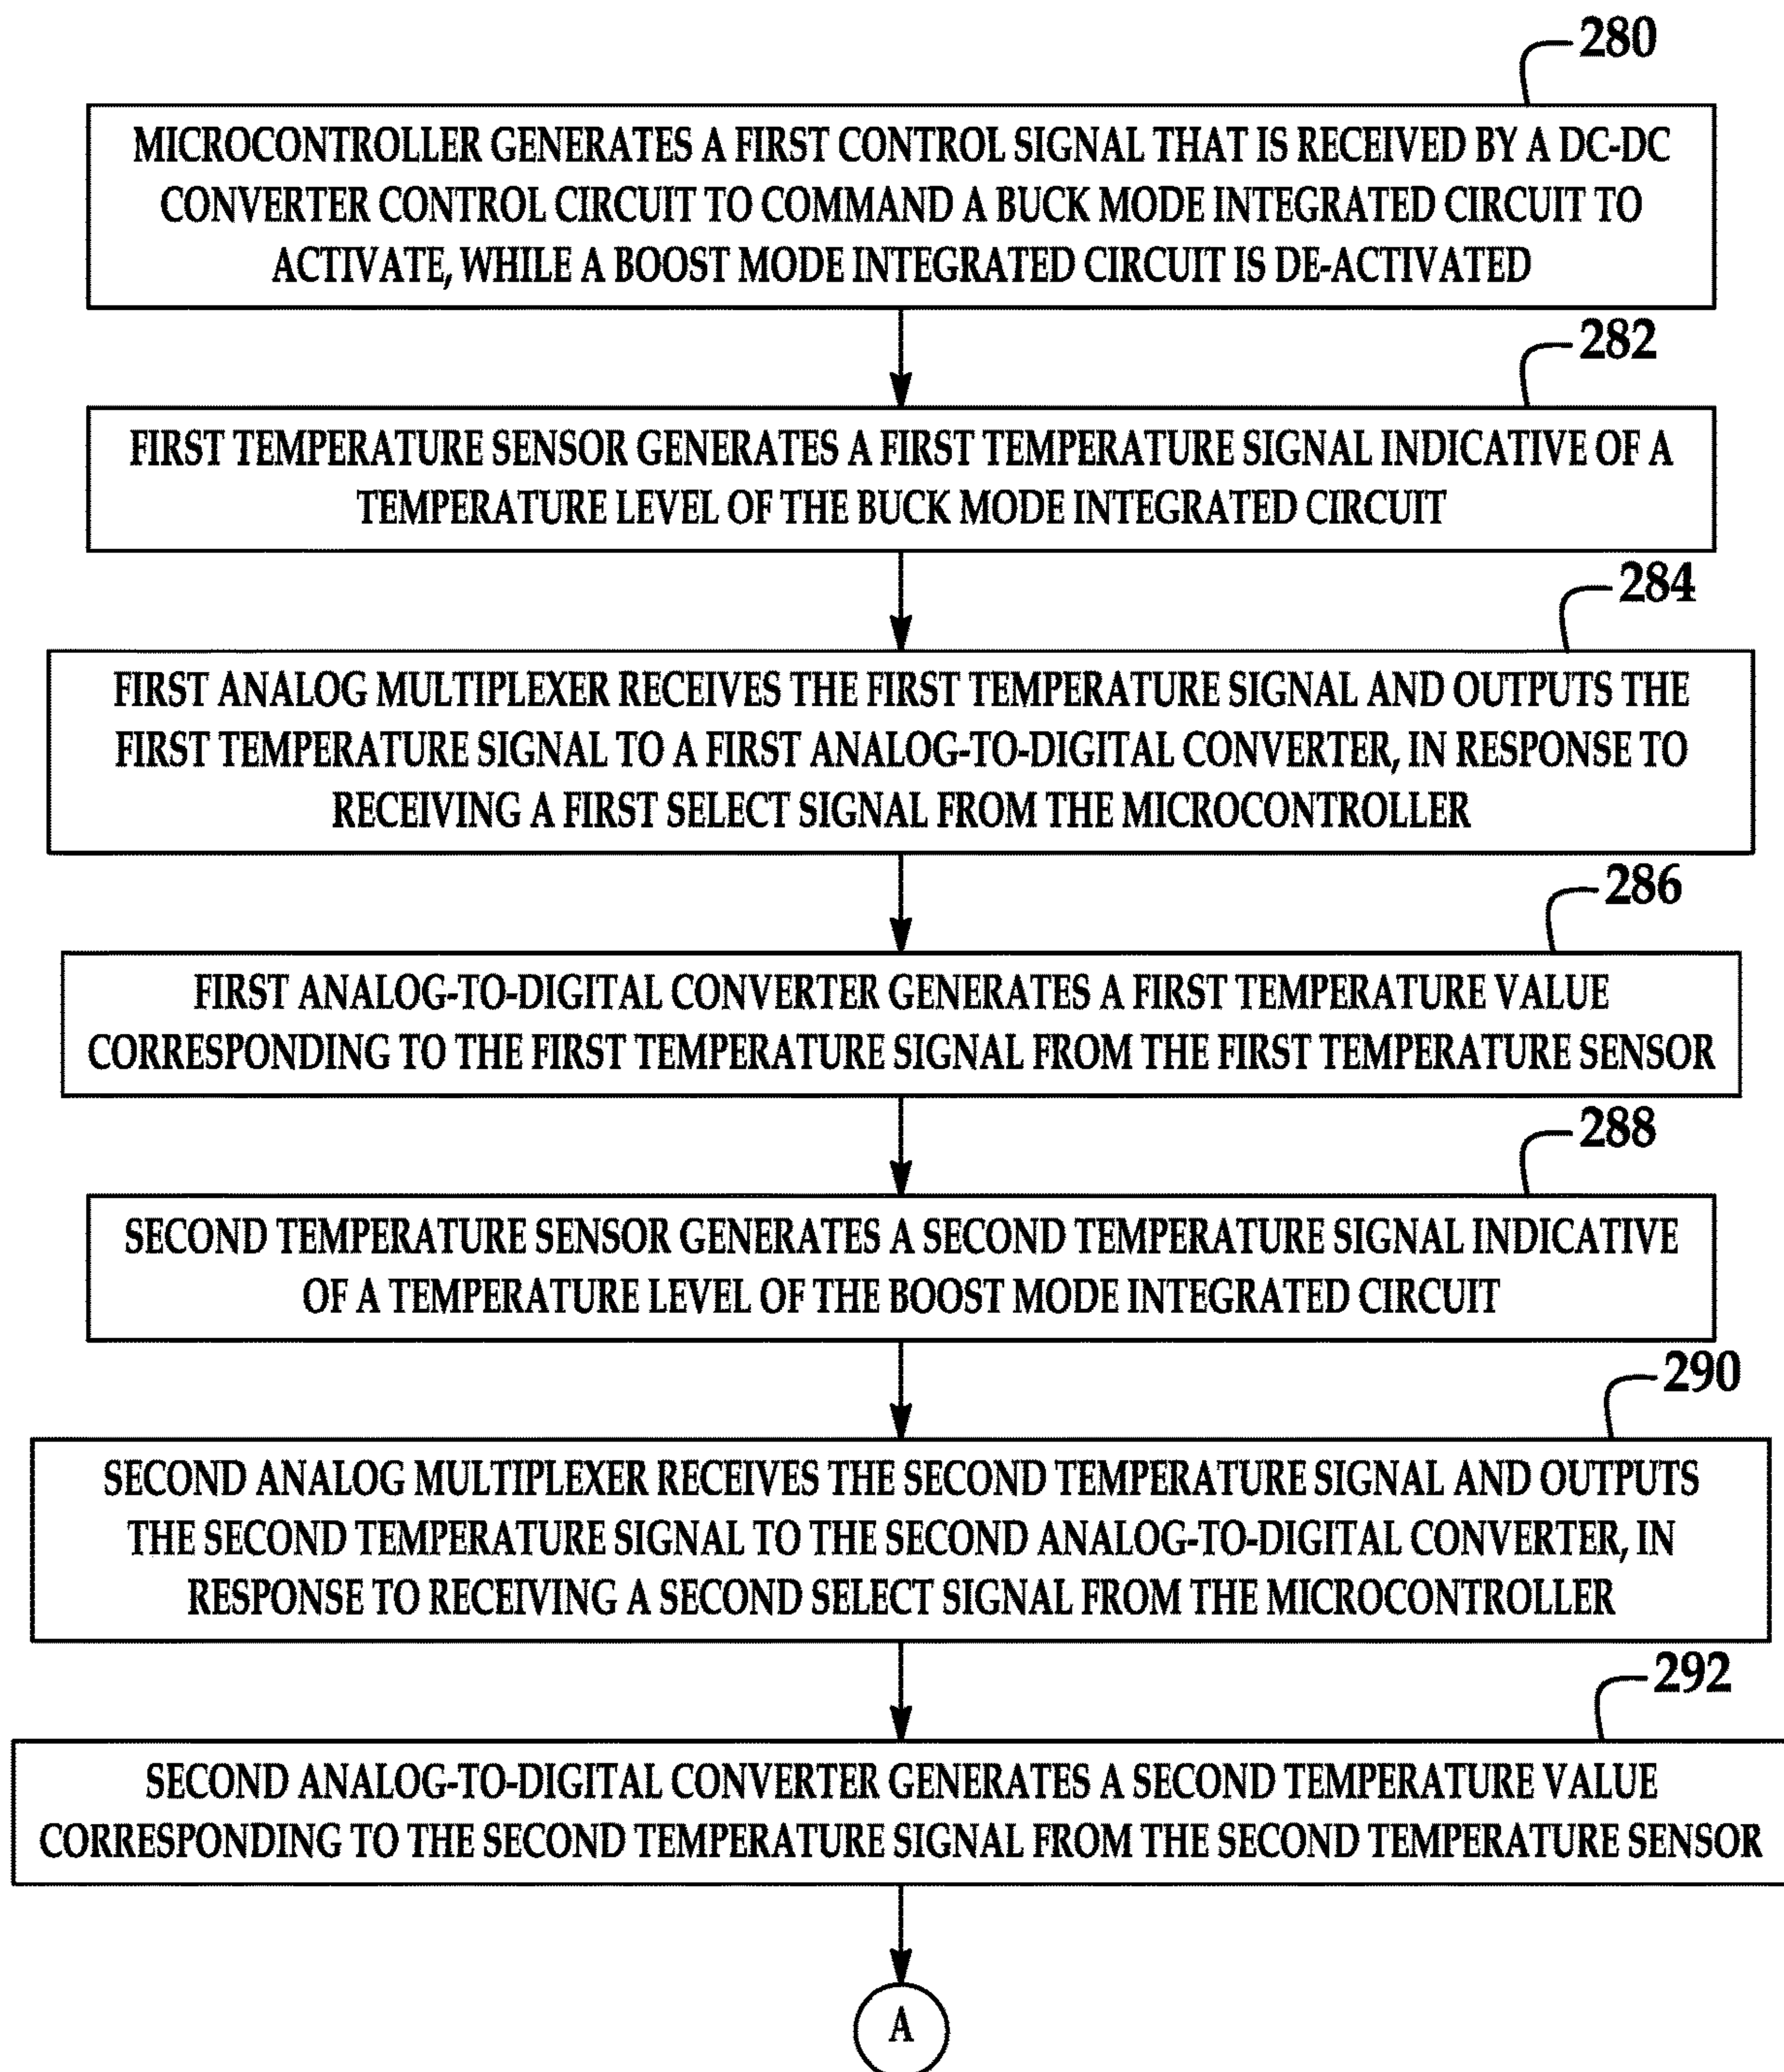 280
MICROCONTROLLER GENERATES A FIRST CONTROL SIGNAL THAT IS RECEIVED BY A DC-DC
CONVERTER CONTROL CIRCUIT TO COMMAND A BUCK MODE INTEGRATED CIRCUIT TO
ACTIVATE, WHILE A BOOST MODE INTEGRATED CIRCUIT IS DE-ACTIVATED
282
FIRST TEMPERATURE SENSOR GENERATES A FIRST TEMPERATURE SIGNAL INDICATIVE OF A
TEMPERATURE LEVEL OF THE BUCK MODE INTEGRATED CIRCUIT
284
FIRST ANALOG MULTIPLEXER RECEIVES THE FIRST TEMPERATURE SIGNAL AND OUTPUTS THE
FIRST TEMPERATURE SIGNAL TO A FIRST ANALOG-TO-DIGITAL CONVERTER, IN RESPONSE TO
RECEIVING A FIRST SELECT SIGNAL FROM THE MICROCONTROLLER
286
FIRST ANALOG-TO-DIGITAL CONVERTER GENERATES A FIRST TEMPERATURE VALUE
CORRESPONDING TO THE FIRST TEMPERATURE SIGNAL FROM THE FIRST TEMPERATURE SENSOR
288
SECOND TEMPERATURE SENSOR GENERATES A SECOND TEMPERATURE SIGNAL INDICATIVE
OF A TEMPERATURE LEVEL OF THE BOOST MODE INTEGRATED CIRCUIT
290
SECOND ANALOG MULTIPLEXER RECEIVES THE SECOND TEMPERATURE SIGNAL AND OUTPUTS
THE SECOND TEMPERATURE SIGNAL TO THE SECOND ANALOG-TO-DIGITAL CONVERTER, IN
RESPONSE TO RECEIVING A SECOND SELECT SIGNAL FROM THE MICROCONTROLLER
292
SECOND ANALOG-TO-DIGITAL CONVERTER GENERATES A SECOND TEMPERATURE VALUE
CORRESPONDING TO THE SECOND TEMPERATURE SIGNAL FROM THE SECOND TEMPERATURE SENSOR
A